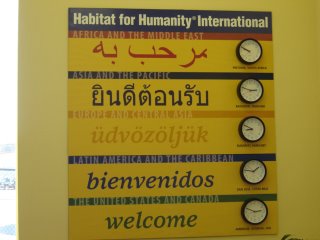 Habitat for Humanity® International
AFRICA AND THE MIDDLE EAST
مرحب به
ASIA AND THE PACIFIC
ยินดีต้อนรับ
EUROPE AND CENTRAL ASIA
üdvözöljük
LATIN AMERICA AND THE CARIBBEAN
bienvenidos
THE UNITED STATES AND CANADA
welcome